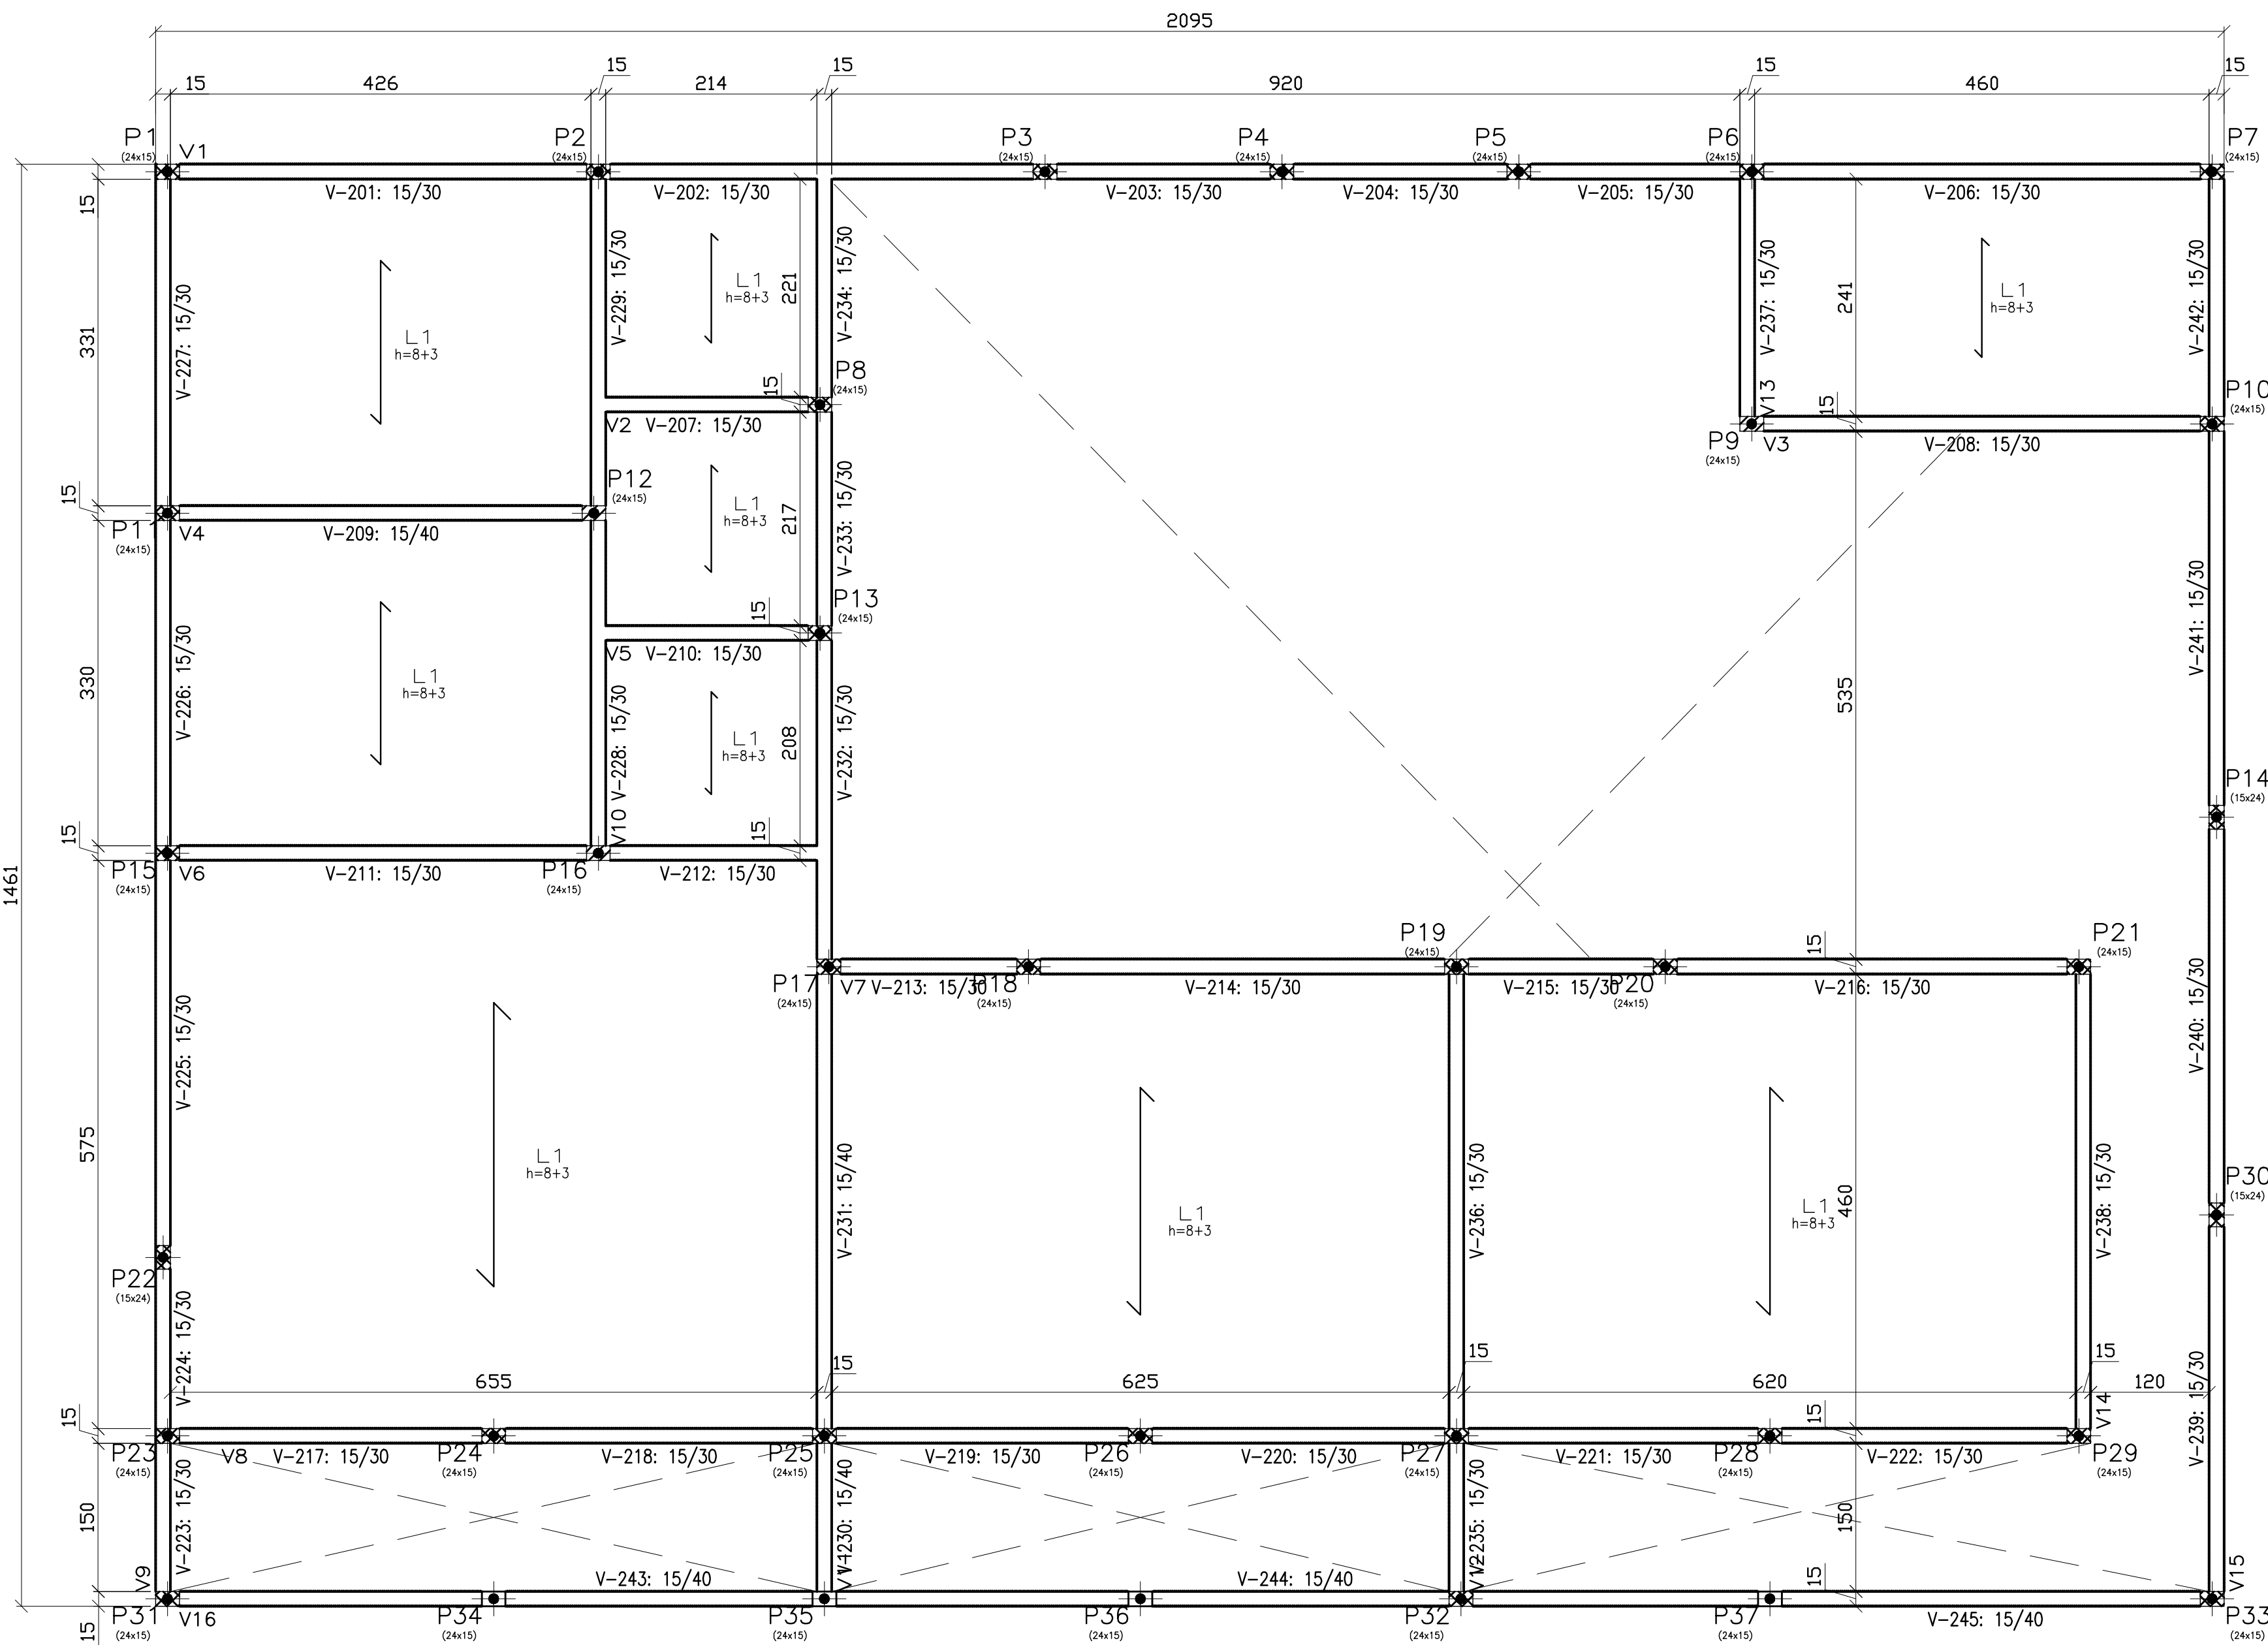 2095
15
426
15
214
15
920
15
460
15
P1
(24x15)
V1
P2
(24x15)
P3
(24x15)
P4
(24x15)
P5
(24x15)
P6
(24x15)
P7
(24x15)
V-201: 15/30
V-202: 15/30
V-203: 15/30
V-204: 15/30
V-205: 15/30
V-206: 15/30
15
331
V-227: 15/30
L1
h=8+3
V-229: 15/30
L1
h=8+3
221
V-234: 15/30
241
V-237: 15/30
L1
h=8+3
V-242: 15/30
15
P8
(24x15)
V2
V-207: 15/30
V13
15
P10
(24x15)
P9
(24x15)
V3
V-208: 15/30
15
P11
(24x15)
V4
V-209: 15/40
P12
(24x15)
L1
h=8+3
217
V-233: 15/30
15
P13
(24x15)
V5
V-210: 15/30
330
V-226: 15/30
L1
h=8+3
V-228: 15/30
V10
L1
h=8+3
208
V-232: 15/30
535
V-241: 15/30
P14
(15x24)
15
P15
(24x15)
V6
V-211: 15/30
P16
(24x15)
15
V-212: 15/30
1461
P17
(24x15)
V7
V-213: 15/30
P18
(24x15)
V-214: 15/30
P19
(24x15)
V-215: 15/30
P20
(24x15)
15
V-216: 15/30
P21
(24x15)
575
V-225: 15/30
L1
h=8+3
V-231: 15/40
L1
h=8+3
V-236: 15/30
L1
h=8+3
460
V-238: 15/30
V-240: 15/30
P30
(15x24)
P22
(15x24)
V-224: 15/30
655
15
625
15
620
15
120
15
P23
(24x15)
V8
V-217: 15/30
P24
(24x15)
V-218: 15/30
P25
(24x15)
V-219: 15/30
P26
(24x15)
V-220: 15/30
P27
(24x15)
V-221: 15/30
P28
(24x15)
15
V-222: 15/30
V14
P29
(24x15)
V-239: 15/30
150
V-223: 15/30
V-230: 15/40
V-235: 15/30
V12
150
V9
V-243: 15/40
V-244: 15/40
15
V15
P31
(24x15)
V16
P34
(24x15)
P35
(24x15)
P36
(24x15)
P32
(24x15)
P37
(24x15)
V-245: 15/40
P33
(24x15)
15